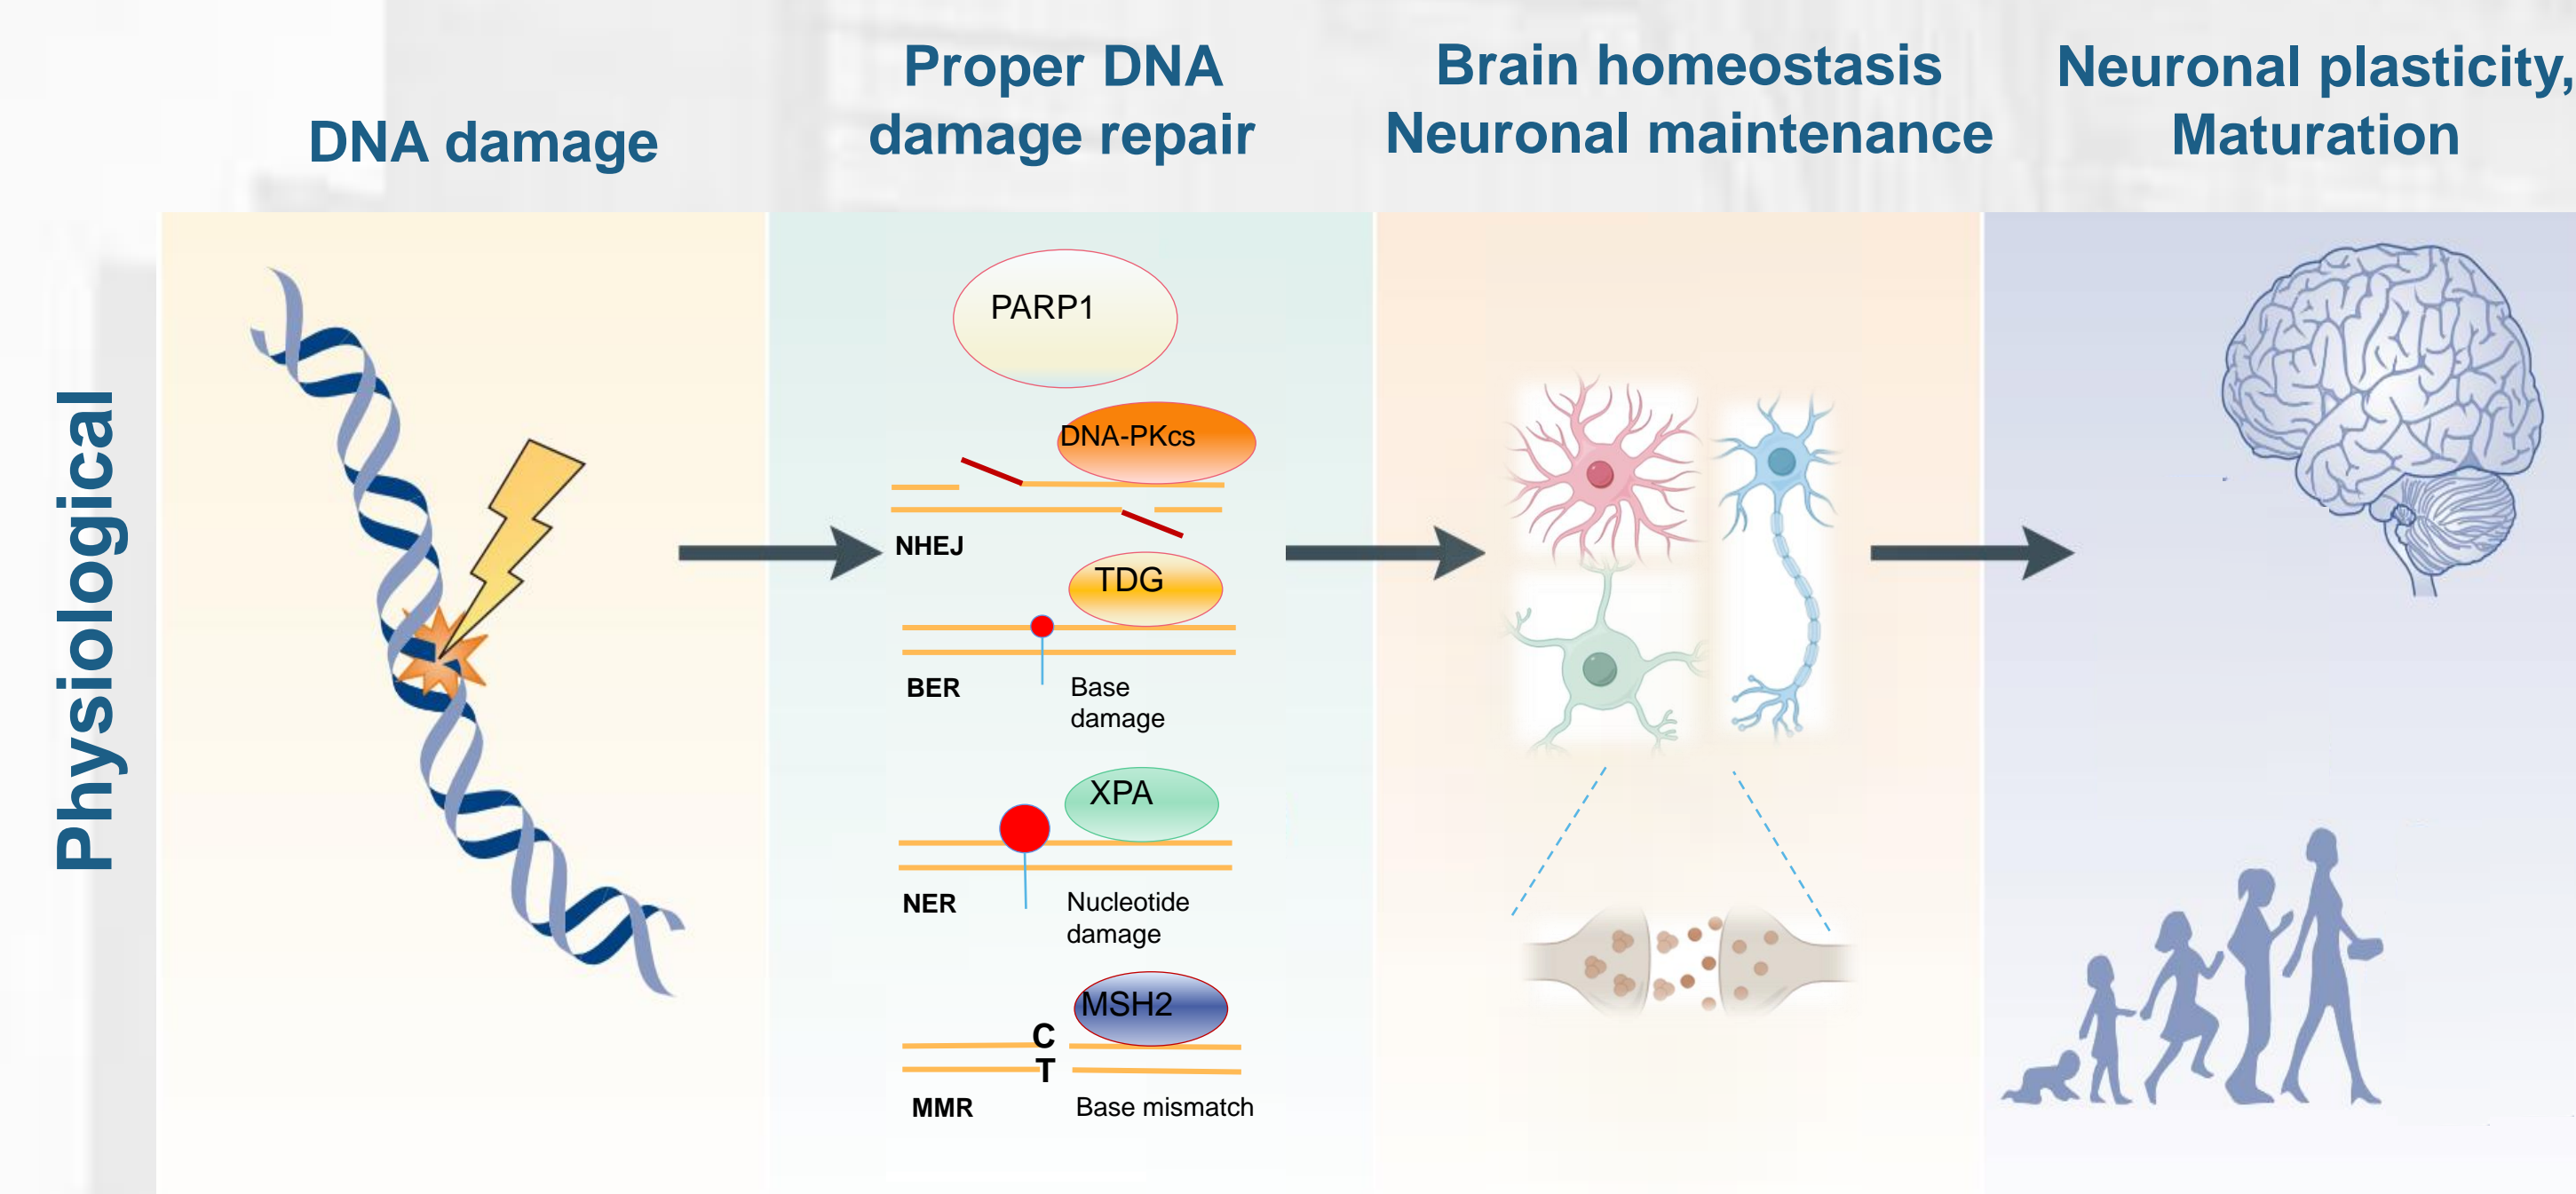 DNA damage
Proper DNA
damage repair
Brain homeostasis
Neuronal maintenance
Neuronal plasticity,
Maturation
Physiological
PARP1
DNA-PKcs
NHEJ
TDG
BER
Base
damage
XPA
NER
Nucleotide
damage
MSH2
C
T
MMR
Base mismatch